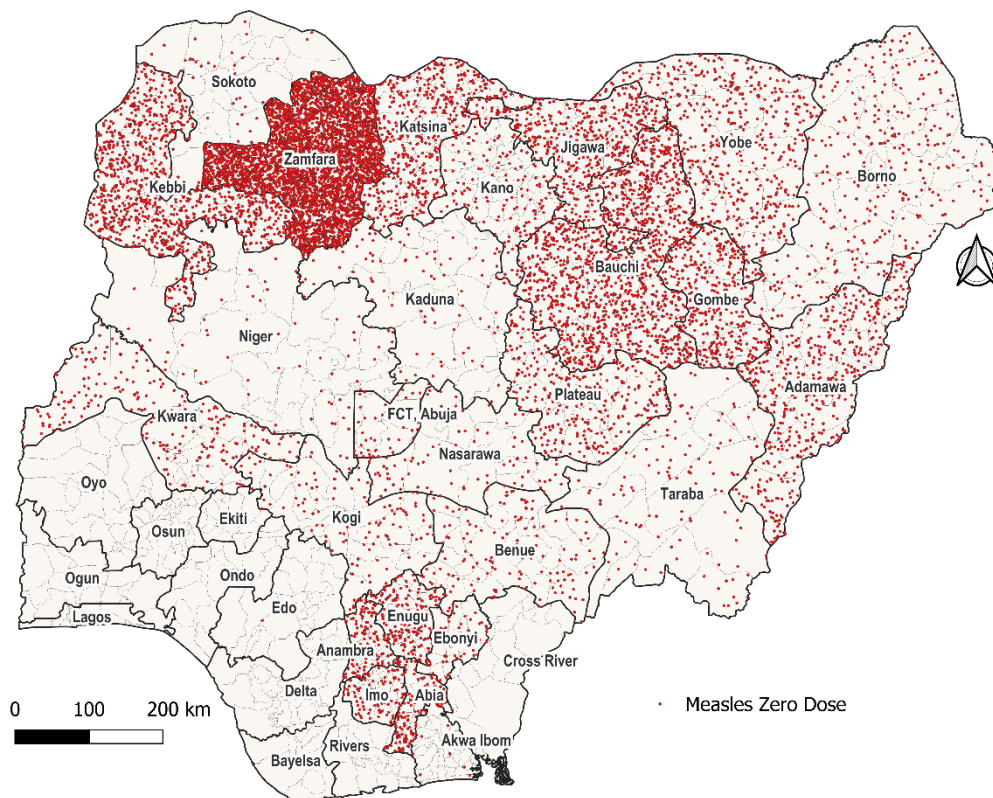 Sokoto
Katsina
Zamfara
Jigawa
Yobe
Kano
Borno
Kebbi
Bauchi
Gombe
Kaduna
Niger
Adamawa
Plateau
Kwara
FCT, Abuja
Nasarawa
Oyo
Taraba
Ekiti
Kogi
Osun
Benue
Ogun
Ondo
Edo
Lagos
Enugu
Ebonyi
Anambra
Cross River
Delta
Imo
Abia
0 100 200 km
Measles Zero Dose
Rivers
Akwa Ibom
Bayelsa